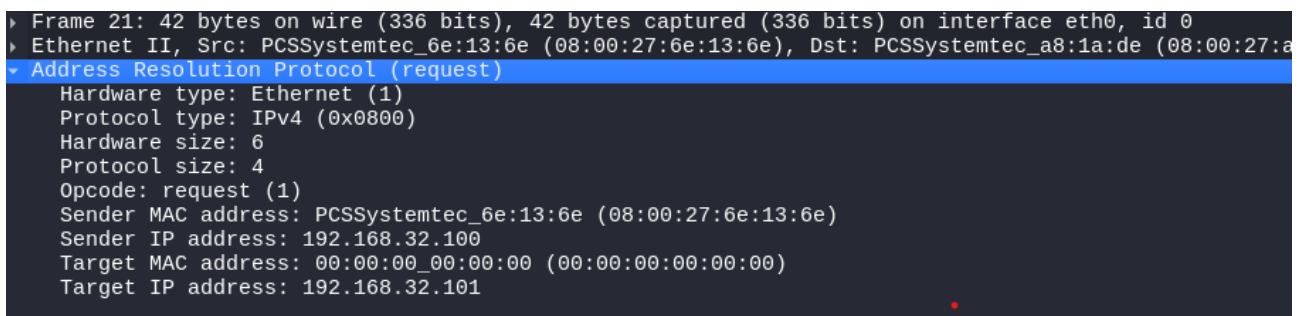 Frame 21: 42 bytes on wire (336 bits), 42 bytes captured (336 bits) on interface eth0, id 0
Ethernet II, Src: PCSSystemtec_6e:13:6e (08:00:27:6e:13:6e), Dst: PCSSystemtec_a8:1a:de (08:00:27:a
Address Resolution Protocol (request)
Hardware type: Ethernet (1)
Protocol type: IPv4 (0x0800)
Hardware size: 6
Protocol size: 4
Opcode: request (1)
Sender MAC address: PCSSystemtec_6e:13:6e (08:00:27:6e:13:6e)
Sender IP address: 192.168.32.100
Target MAC address: 00:00:00_00:00:00 (00:00:00:00:00:00)
Target IP address: 192.168.32.101